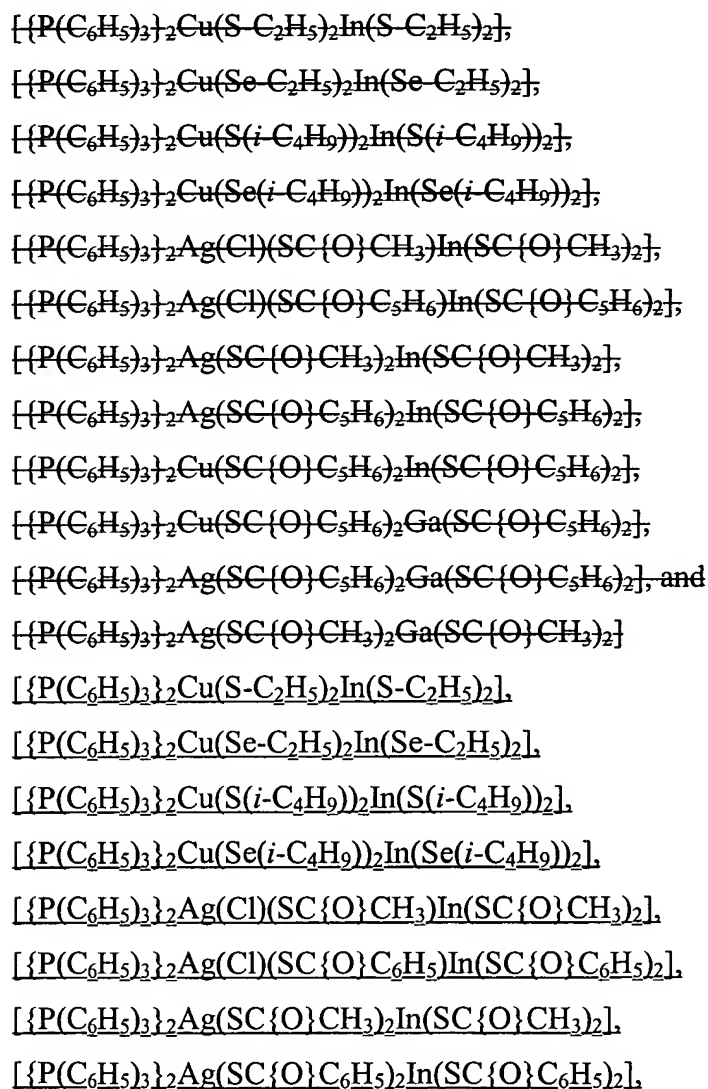 [{P(C₆H₅)₃}₂Cu(S-C₂H₅)₂In(S-C₂H₅)₂],
[{P(C₆H₅)₃}₂Cu(Se-C₂H₅)₂In(Se-C₂H₅)₂],
[{P(C₆H₅)₃}₂Cu(S(i-C₄H₉))₂In(S(i-C₄H₉))₂],
[{P(C₆H₅)₃}₂Cu(Se(i-C₄H₉))₂In(Se(i-C₄H₉))₂],
[{P(C₆H₅)₃}₂Ag(Cl)(SC{O}CH₃)In(SC{O}CH₃)₂],
[{P(C₆H₅)₃}₂Ag(Cl)(SC{O}C₅H₆)In(SC{O}C₅H₆)₂],
[{P(C₆H₅)₃}₂Ag(SC{O}CH₃)₂In(SC{O}CH₃)₂],
[{P(C₆H₅)₃}₂Ag(SC{O}C₅H₆)₂In(SC{O}C₅H₆)₂],
[{P(C₆H₅)₃}₂Cu(SC{O}C₅H₆)₂In(SC{O}C₅H₆)₂],
[{P(C₆H₅)₃}₂Cu(SC{O}C₅H₆)₂Ga(SC{O}C₅H₆)₂],
[{P(C₆H₅)₃}₂Ag(SC{O}C₅H₆)₂Ga(SC{O}C₅H₆)₂], and
[{P(C₆H₅)₃}₂Ag(SC{O}CH₃)₂Ga(SC{O}CH₃)₂]
[{P(C₆H₅)₃}₂Cu(S-C₂H₅)₂In(S-C₂H₅)₂],
[{P(C₆H₅)₃}₂Cu(Se-C₂H₅)₂In(Se-C₂H₅)₂],
[{P(C₆H₅)₃}₂Cu(S(i-C₄H₉))₂In(S(i-C₄H₉))₂],
[{P(C₆H₅)₃}₂Cu(Se(i-C₄H₉))₂In(Se(i-C₄H₉))₂],
[{P(C₆H₅)₃}₂Ag(Cl)(SC{O}CH₃)In(SC{O}CH₃)₂],
[{P(C₆H₅)₃}₂Ag(Cl)(SC{O}C₆H₅)In(SC{O}C₆H₅)₂],
[{P(C₆H₅)₃}₂Ag(SC{O}CH₃)₂In(SC{O}CH₃)₂],
[{P(C₆H₅)₃}₂Ag(SC{O}C₆H₅)₂In(SC{O}C₆H₅)₂],